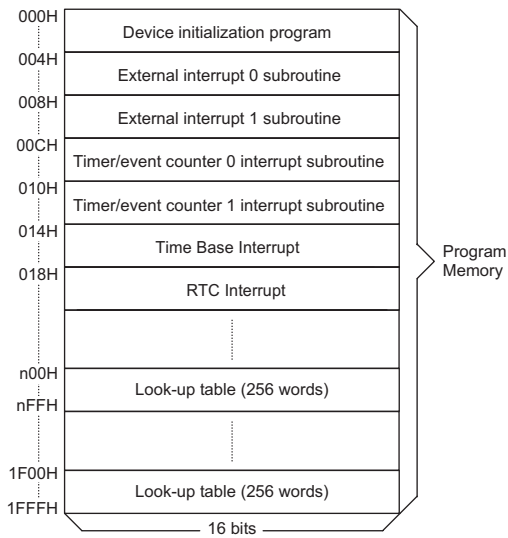 000H
Device initialization program
004H
External interrupt 0 subroutine
008H
External interrupt 1 subroutine
00CH
Timer/event counter 0 interrupt subroutine
010H
Timer/event counter 1 interrupt subroutine
014H
Time Base Interrupt
018H
RTC Interrupt
Program
Memory
n00H
Look-up table (256 words)
nFFH
1F00H
Look-up table (256 words)
1FFFH
16 bits